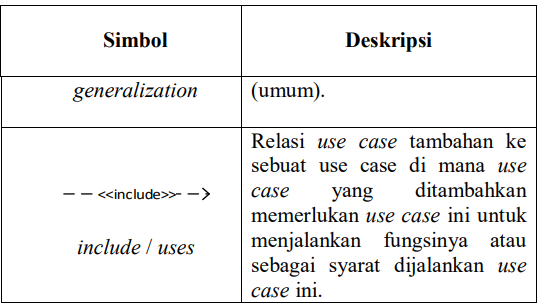 Simbol
Deskripsi
generalization
(umum).
<<include>>
include / uses
Relasi use case tambahan ke
sebuat use case di mana use
case yang ditambahkan
memerlukan use case ini untuk
menjalankan fungsinya atau
sebagai syarat dijalankan use
case ini.